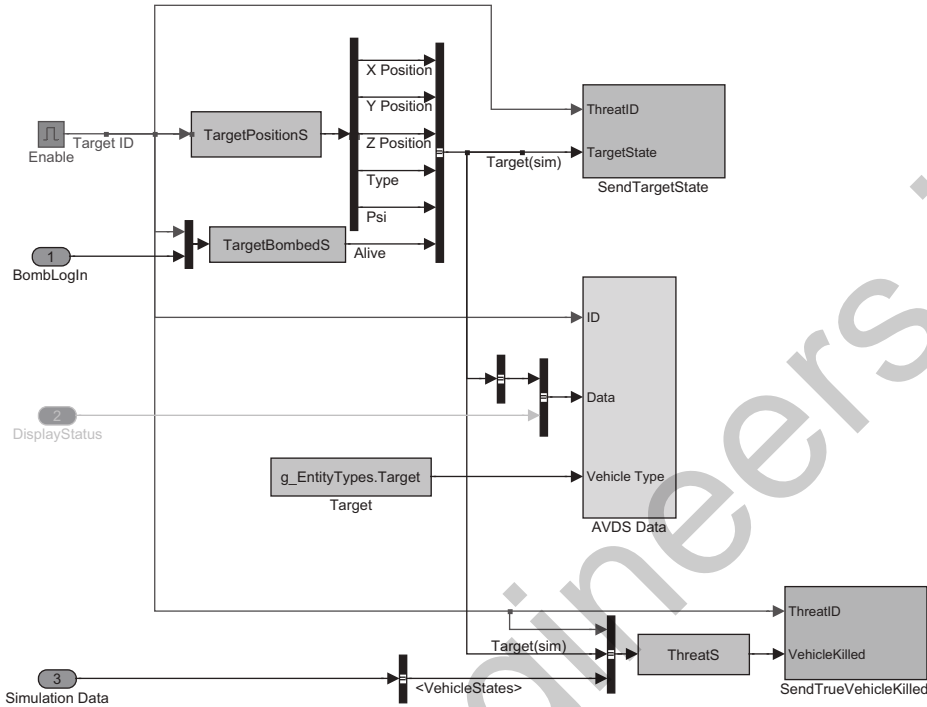 X Position
Y Position
Z Position
Type
Psi
Alive
Enable
Target ID
TargetPositionS
TargetBombedS
1
BombLogIn
Target(sim)
ThreatID
TargetState
SendTargetState
2
DisplayStatus
g_EntityTypes.Target
Target
ID
Data
Vehicle Type
AVDS Data
3
Simulation Data
<VehicleStates>
Target(sim)
ThreatS
ThreatID
VehicleKilled
SendTrueVehicleKilled
gineers